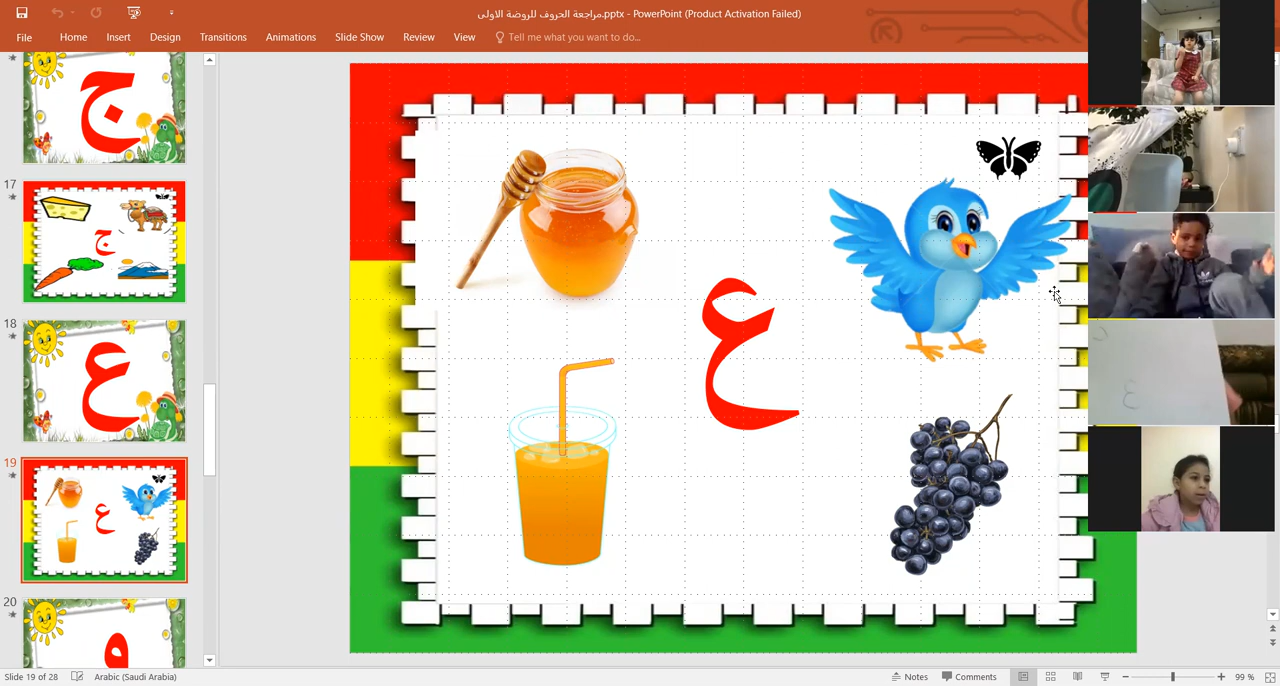 مراجعة الحروف للروضة الاولى.pptx - PowerPoint (Product Activation Failed)
File Home Insert Design Transitions Animations Slide Show Review View Tell me what you want to do...
ج
17
ج
18
ع
19
ع
20
و
ع
ع
Slide 19 of 28 Arabic (Saudi Arabia) Notes Comments 99 %